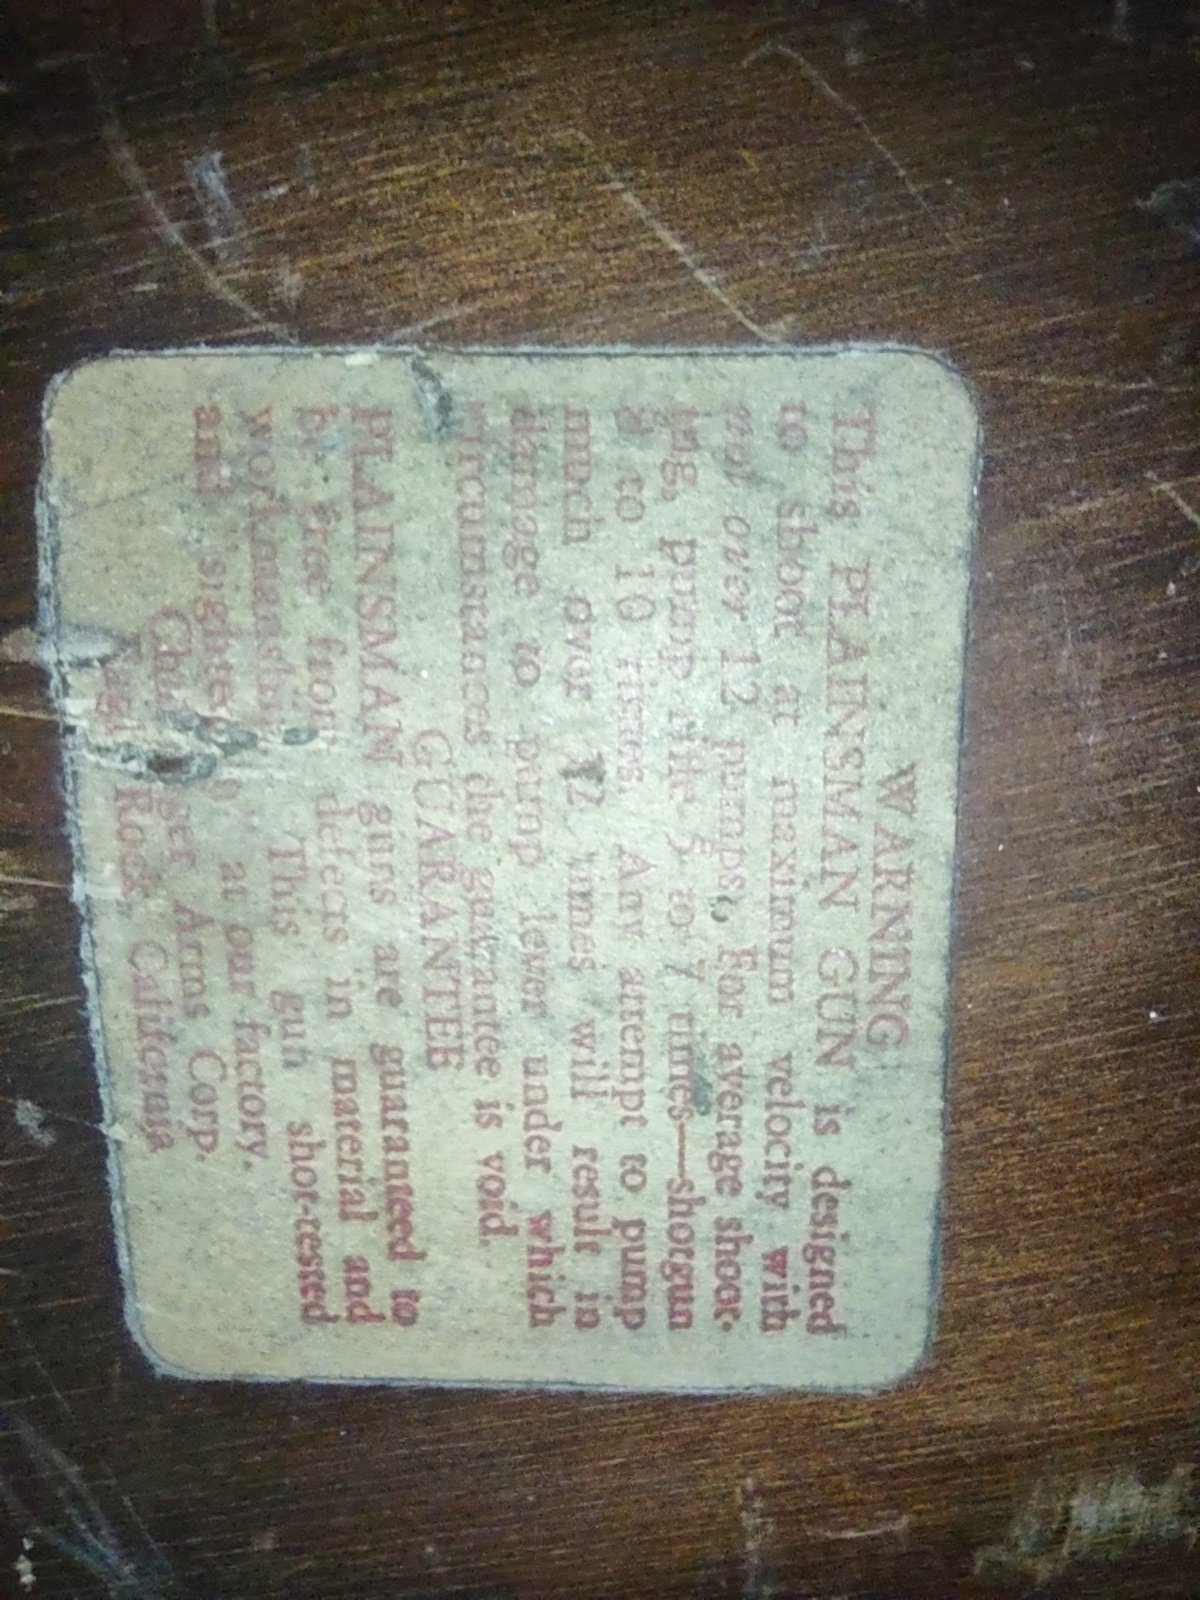 WARNING
This PLAINSMAN GUN is designed
to shoot at maximum velocity with
not over 12 pumps. For average shoot-
ing, pump rifle 5 to 7 times—shotgun
8 to 10 times. Any attempt to pump
much over 12 times will result in
damage to pump lever under which
circumstances the guarantee is void.
GUARANTEE
PLAINSMAN guns are guaranteed to
be free from defects in material and
workmanship. This gun shot-tested
and sighted at our factory.
Arms Corp.
Rock California